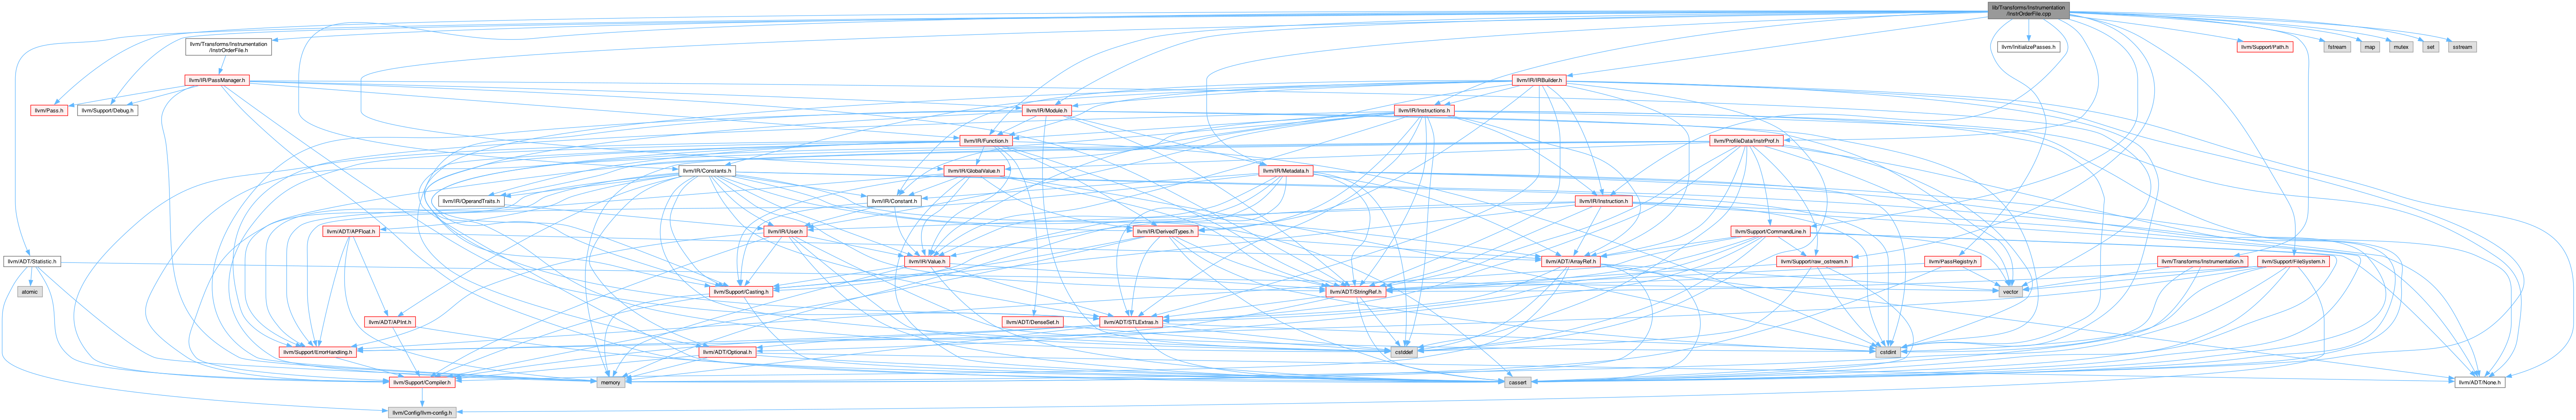 lib/Transforms/Instrumentation
/InstrOrderFile.cpp
llvm/Transforms/Instrumentation
/InstrOrderFile.h
llvm/InitializePasses.h
llvm/Support/Path.h
fstream
map
mutex
set
sstream
llvm/IR/PassManager.h
llvm/IR/IRBuilder.h
llvm/Pass.h
llvm/Support/Debug.h
llvm/IR/Module.h
llvm/IR/Instructions.h
llvm/IR/Function.h
llvm/ProfileData/InstrProf.h
llvm/IR/Constants.h
llvm/IR/GlobalValue.h
llvm/IR/Metadata.h
llvm/IR/OperandTraits.h
llvm/IR/Constant.h
llvm/IR/Instruction.h
llvm/ADT/APFloat.h
llvm/IR/User.h
llvm/IR/DerivedTypes.h
llvm/Support/CommandLine.h
llvm/ADT/Statistic.h
llvm/IR/Value.h
llvm/ADT/ArrayRef.h
llvm/Support/raw_ostream.h
llvm/PassRegistry.h
llvm/Transforms/Instrumentation.h
llvm/Support/FileSystem.h
atomic
llvm/Support/Casting.h
llvm/ADT/StringRef.h
vector
llvm/ADT/APInt.h
llvm/ADT/DenseSet.h
llvm/ADT/STLExtras.h
llvm/Support/ErrorHandling.h
llvm/ADT/Optional.h
cstddef
cstdint
llvm/Support/Compiler.h
memory
cassert
llvm/ADT/None.h
llvm/Config/llvm-config.h